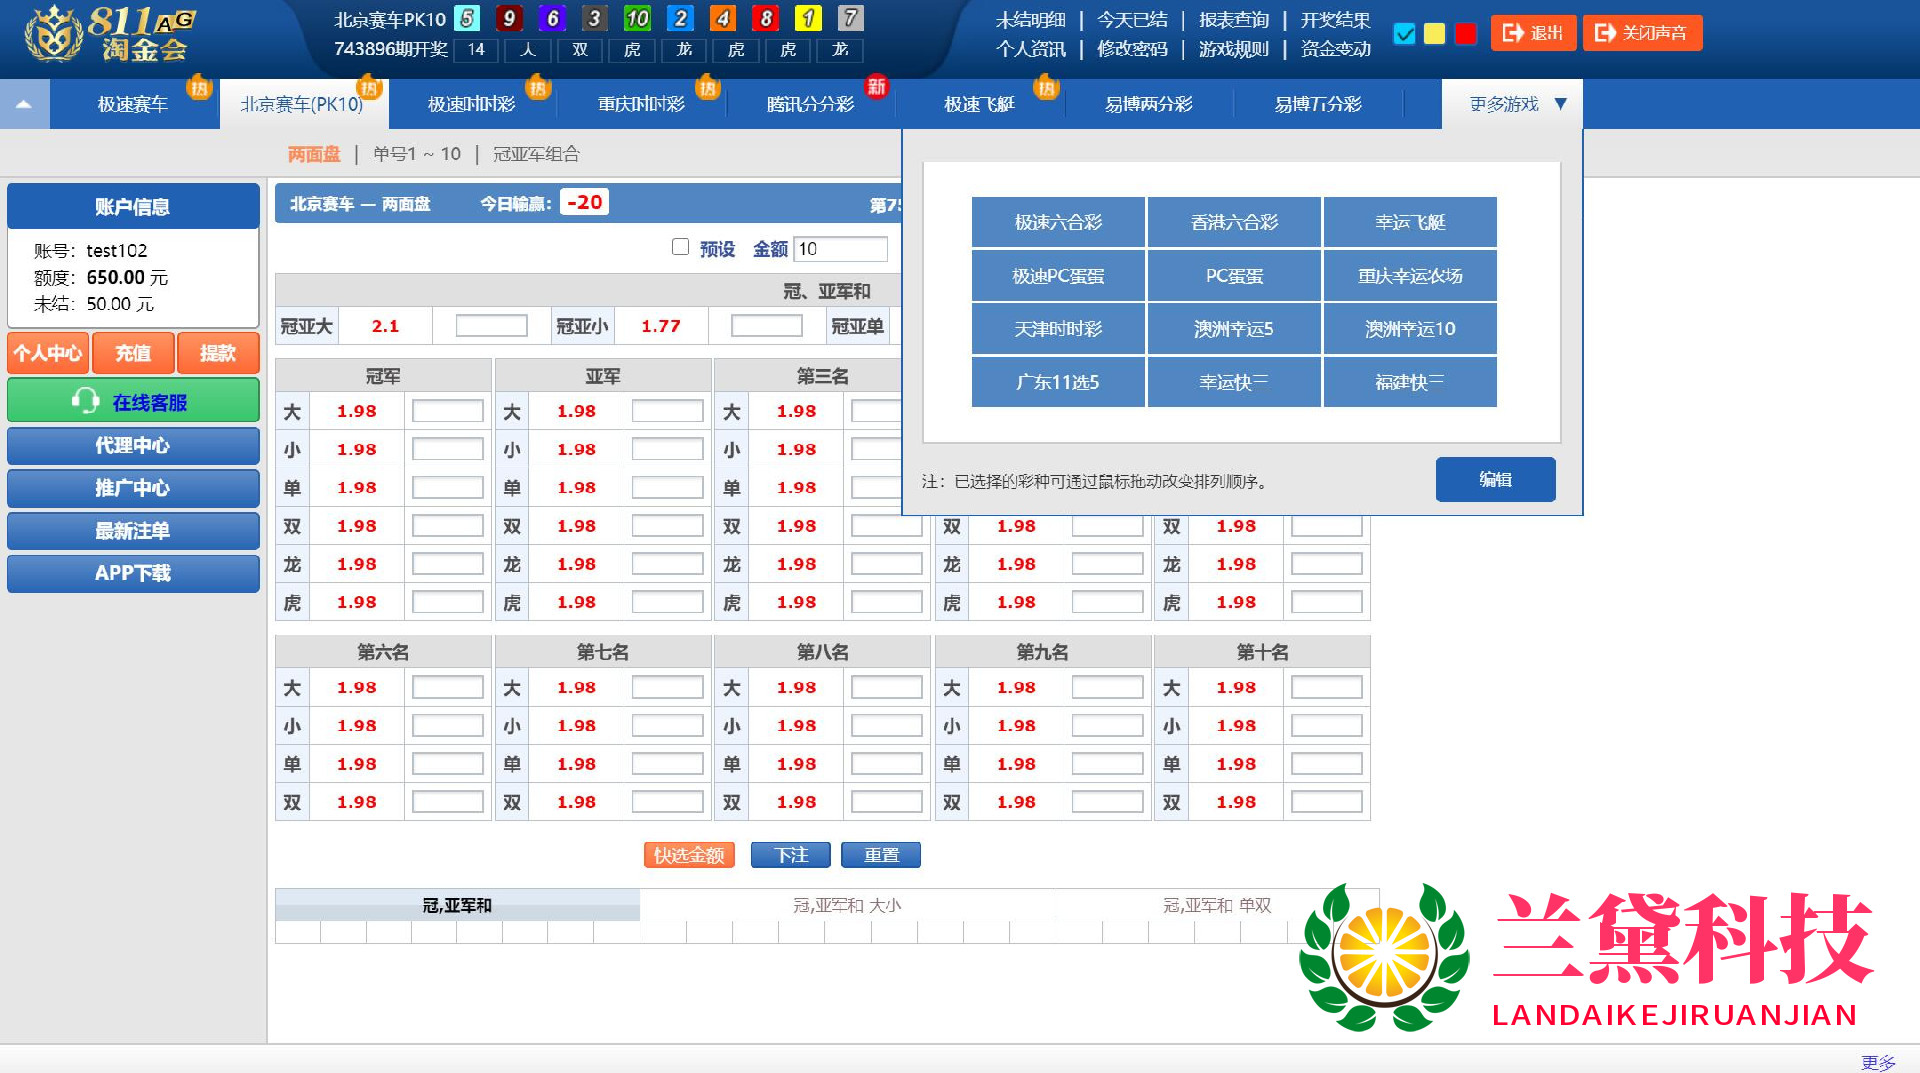 811AG
淘金会
北京赛车PK10 5 9 6 3 10 2 4 8 1 7
743896期开奖 14 大 双 虎 龙 虎 虎 龙
未结明细 | 今天已结 | 报表查询 | 开奖结果
个人资讯 | 修改密码 | 游戏规则 | 资金变动
退出 关闭声音
极速赛车 热 北京赛车(PK10) 热 极速时时彩 热 重庆时时彩 热 腾讯分分彩 新 极速飞艇 热 易博两分彩 易博五分彩 更多游戏 ▼
两面盘 | 单号1 ~ 10 | 冠亚军组合
账户信息
账号: test102
额度: 650.00 元
未结: 50.00 元
个人中心 充值 提款
在线客服
代理中心
推广中心
最新注单
APP下载
北京赛车 — 两面盘 今日输赢: -20
预设 金额 10
冠、亚军和
冠亚大 2.1 冠亚小 1.77 冠亚单
极速六合彩 香港六合彩 幸运飞艇
极速PC蛋蛋 PC蛋蛋 重庆幸运农场
天津时时彩 澳洲幸运5 澳洲幸运10
广东11选5 幸运快三 福建快三
注: 已选择的彩种可通过鼠标拖动改变排列顺序。 编辑
冠军 亚军 第三名
大 1.98 大 1.98 大 1.98
小 1.98 小 1.98 小 1.98
单 1.98 单 1.98 单 1.98
双 1.98 双 1.98 双 1.98 双 1.98 双 1.98
龙 1.98 龙 1.98 龙 1.98 龙 1.98 龙 1.98
虎 1.98 虎 1.98 虎 1.98 虎 1.98 虎 1.98
第六名 第七名 第八名 第九名 第十名
大 1.98 大 1.98 大 1.98 大 1.98 大 1.98
小 1.98 小 1.98 小 1.98 小 1.98 小 1.98
单 1.98 单 1.98 单 1.98 单 1.98 单 1.98
双 1.98 双 1.98 双 1.98 双 1.98 双 1.98
快选金额 下注 重置
冠,亚军和 冠,亚军和 大小 冠,亚军和 单双
兰黛科技
LANDAIKEJIRUANJIAN
更多